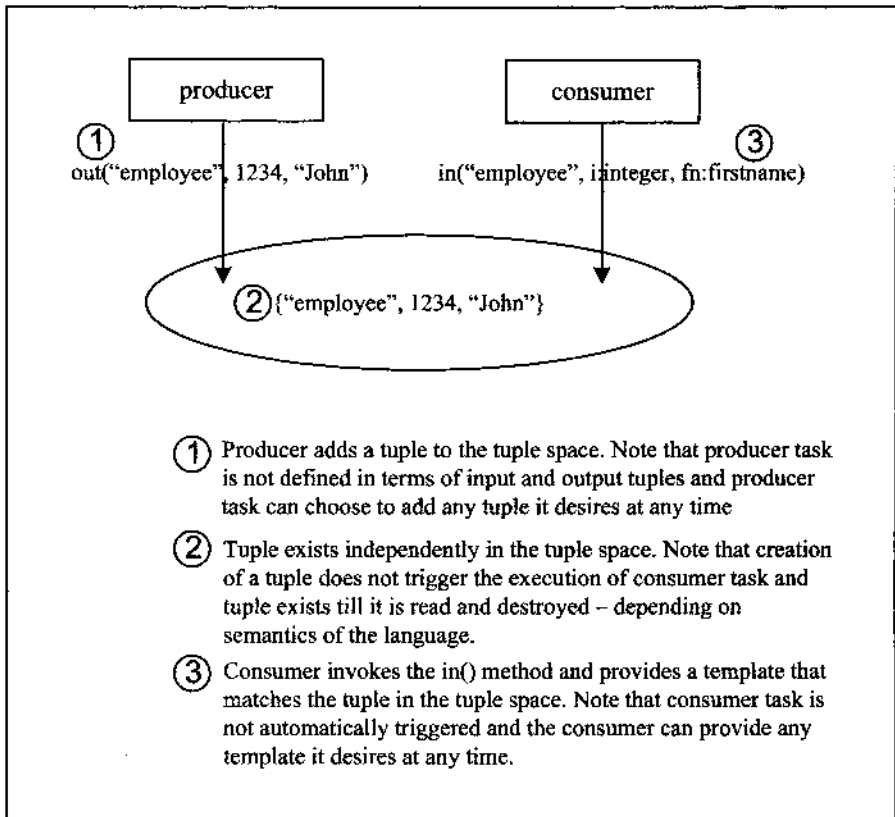 producer
consumer
1
3
out("employee", 1234, "John")
in("employee", i:integer, fn:firstname)
2 {"employee", 1234, "John"}
1 Producer adds a tuple to the tuple space. Note that producer task
is not defined in terms of input and output tuples and producer
task can choose to add any tuple it desires at any time
2 Tuple exists independently in the tuple space. Note that creation
of a tuple does not trigger the execution of consumer task and
tuple exists till it is read and destroyed – depending on
semantics of the language.
3 Consumer invokes the in() method and provides a template that
matches the tuple in the tuple space. Note that consumer task is
not automatically triggered and the consumer can provide any
template it desires at any time.